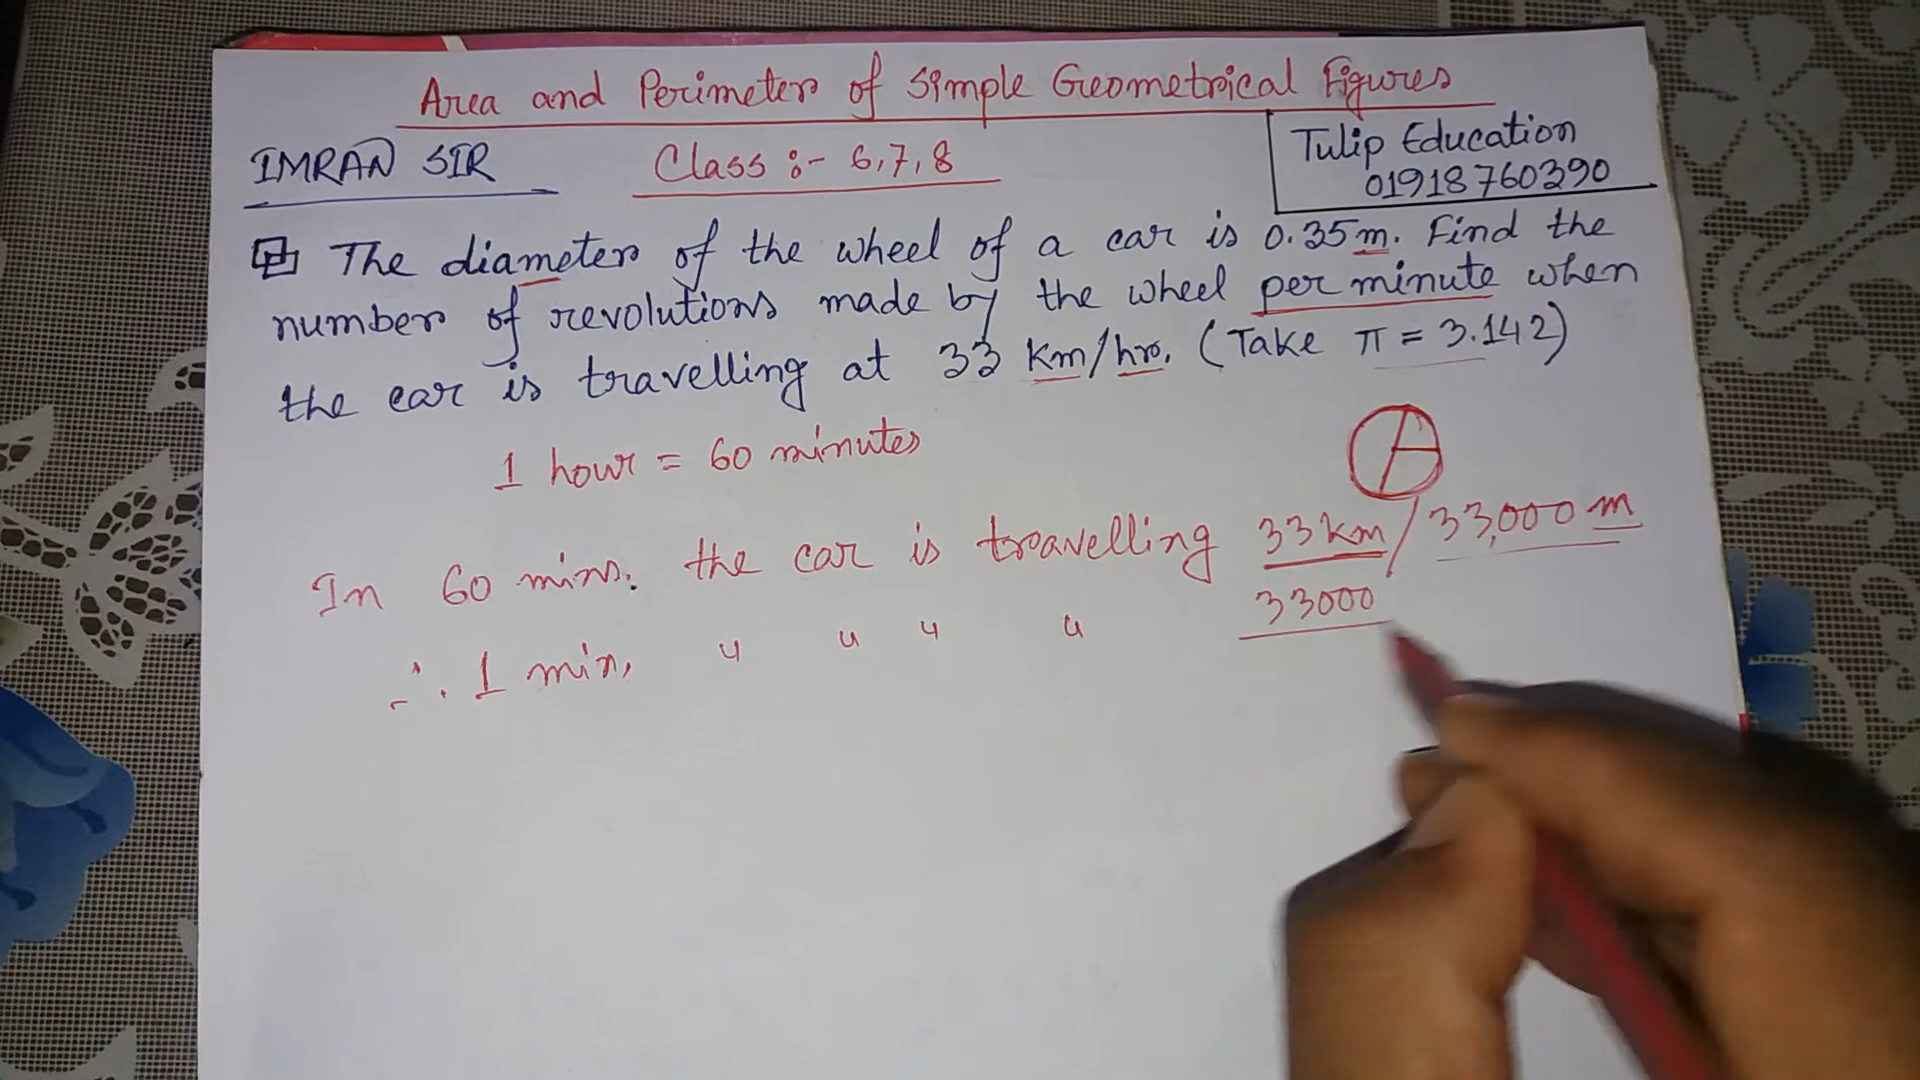 Area and Perimeter of Simple Geometrical Figures
IMRAN SIR
Class :- 6,7,8
Tulip Education
01918760390
The diameter of the wheel of a car is 0.35m. Find the
number of revolutions made by the wheel per minute when
the car is travelling at 33 km/hr. (Take π = 3.142)
1 hour = 60 minutes
In 60 mins. the car is travelling 33 km / 33,000 m
∴ 1 min, " " " " 33000